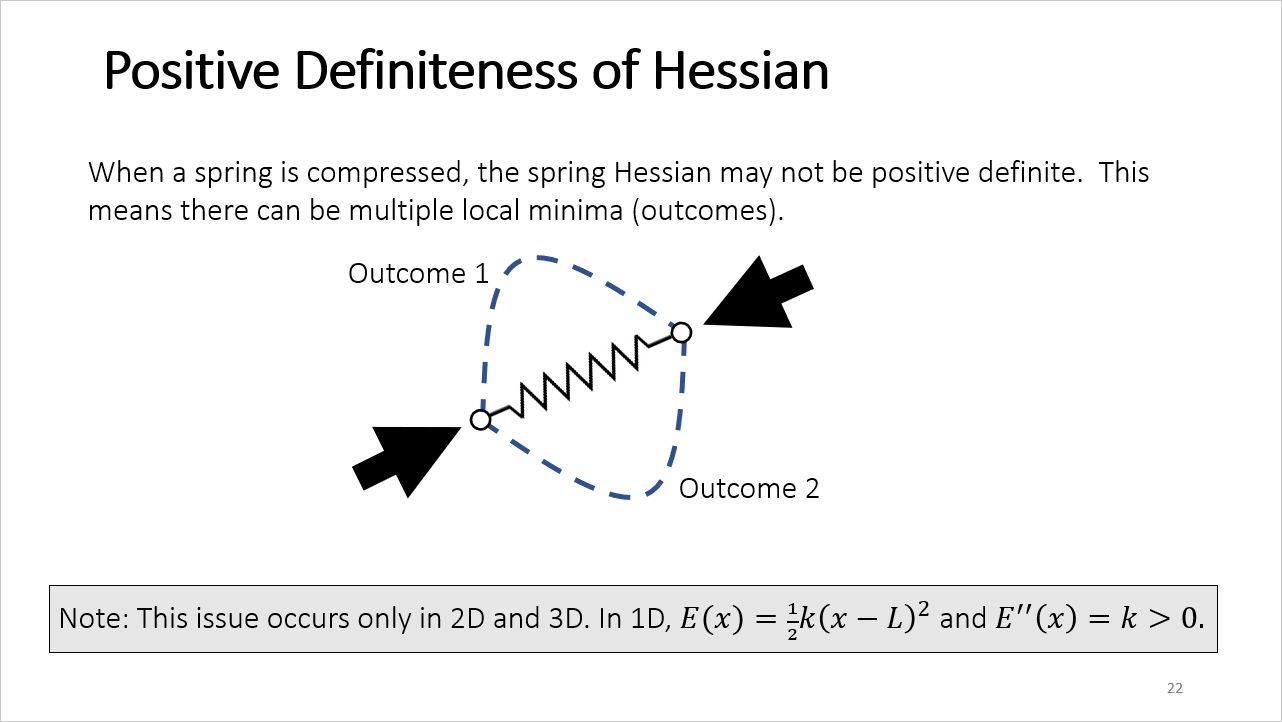 Positive Definiteness of Hessian
When a spring is compressed, the spring Hessian may not be positive definite.  This
means there can be multiple local minima (outcomes).
Outcome 1
Outcome 2
Note: This issue occurs only in 2D and 3D. In 1D, E(x) = ½k(x − L)² and E′′(x) = k > 0.
22